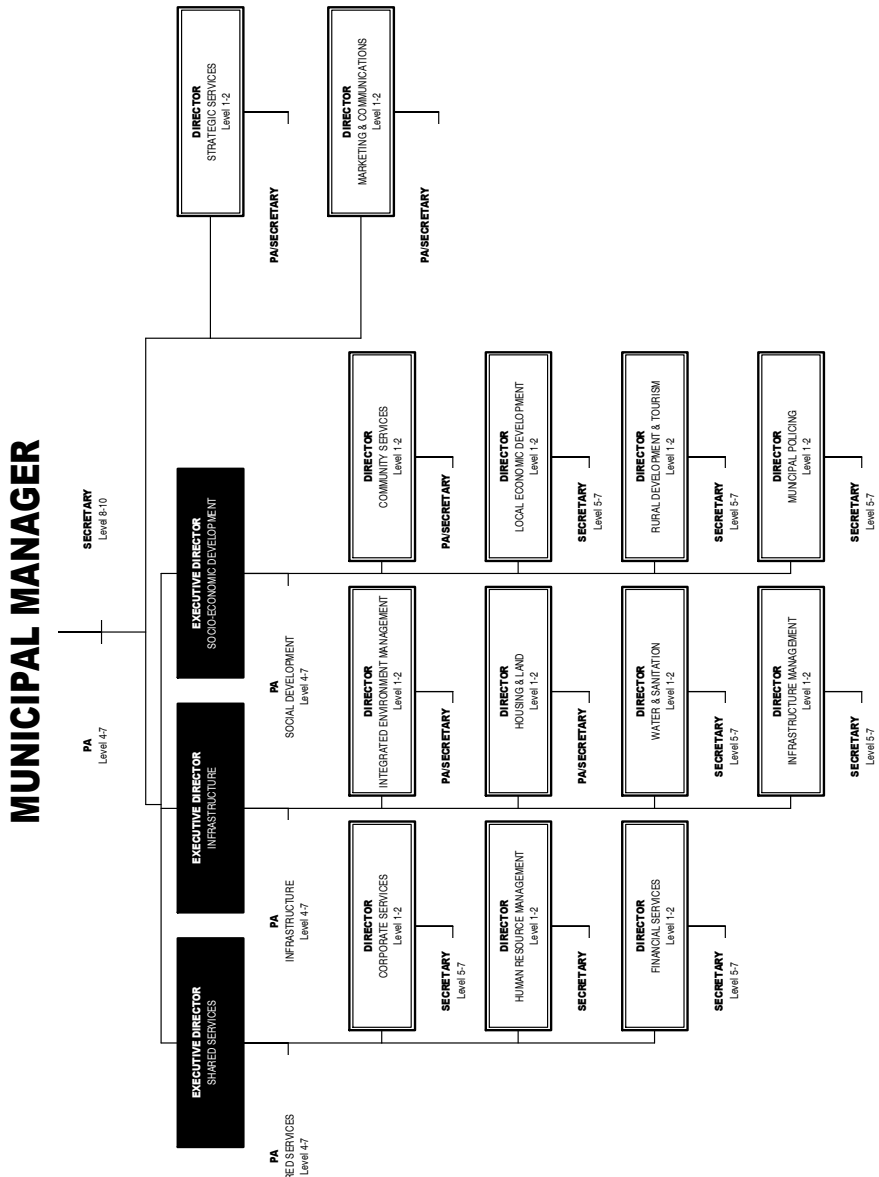 MUNICIPAL MANAGER
PA
Level 4-7
SECRETARY
Level 8-10
EXECUTIVE DIRECTOR
SHARED SERVICES
EXECUTIVE DIRECTOR
INFRASTRUCTURE
EXECUTIVE DIRECTOR
SOCIO-ECONOMIC DEVELOPMENT
DIRECTOR
STRATEGIC SERVICES
Level 1-2
PA/SECRETARY
DIRECTOR
MARKETING & COMMUNICATIONS
Level 1-2
PA/SECRETARY
PA
RED SERVICES
Level 4-7
PA
INFRASTRUCTURE
Level 4-7
PA
SOCIAL DEVELOPMENT
Level 4-7
DIRECTOR
CORPORATE SERVICES
Level 1-2
SECRETARY
Level 5-7
DIRECTOR
INTEGRATED ENVIRONMENT MANAGEMENT
Level 1-2
PA/SECRETARY
DIRECTOR
COMMUNITY SERVICES
Level 1-2
PA/SECRETARY
DIRECTOR
HUMAN RESOURCE MANAGEMENT
Level 1-2
SECRETARY
DIRECTOR
HOUSING & LAND
Level 1-2
PA/SECRETARY
DIRECTOR
LOCAL ECONOMIC DEVELOPMENT
Level 1-2
SECRETARY
Level 5-7
DIRECTOR
FINANCIAL SERVICES
Level 1-2
SECRETARY
Level 5-7
DIRECTOR
WATER & SANITATION
Level 1-2
SECRETARY
Level 5-7
DIRECTOR
RURAL DEVELOPMENT & TOURISM
Level 1-2
SECRETARY
Level 5-7
DIRECTOR
INFRASTRUCTURE MANAGEMENT
Level 1-2
SECRETARY
Level 5-7
DIRECTOR
MUNICIPAL POLICING
Level 1-2
SECRETARY
Level 5-7